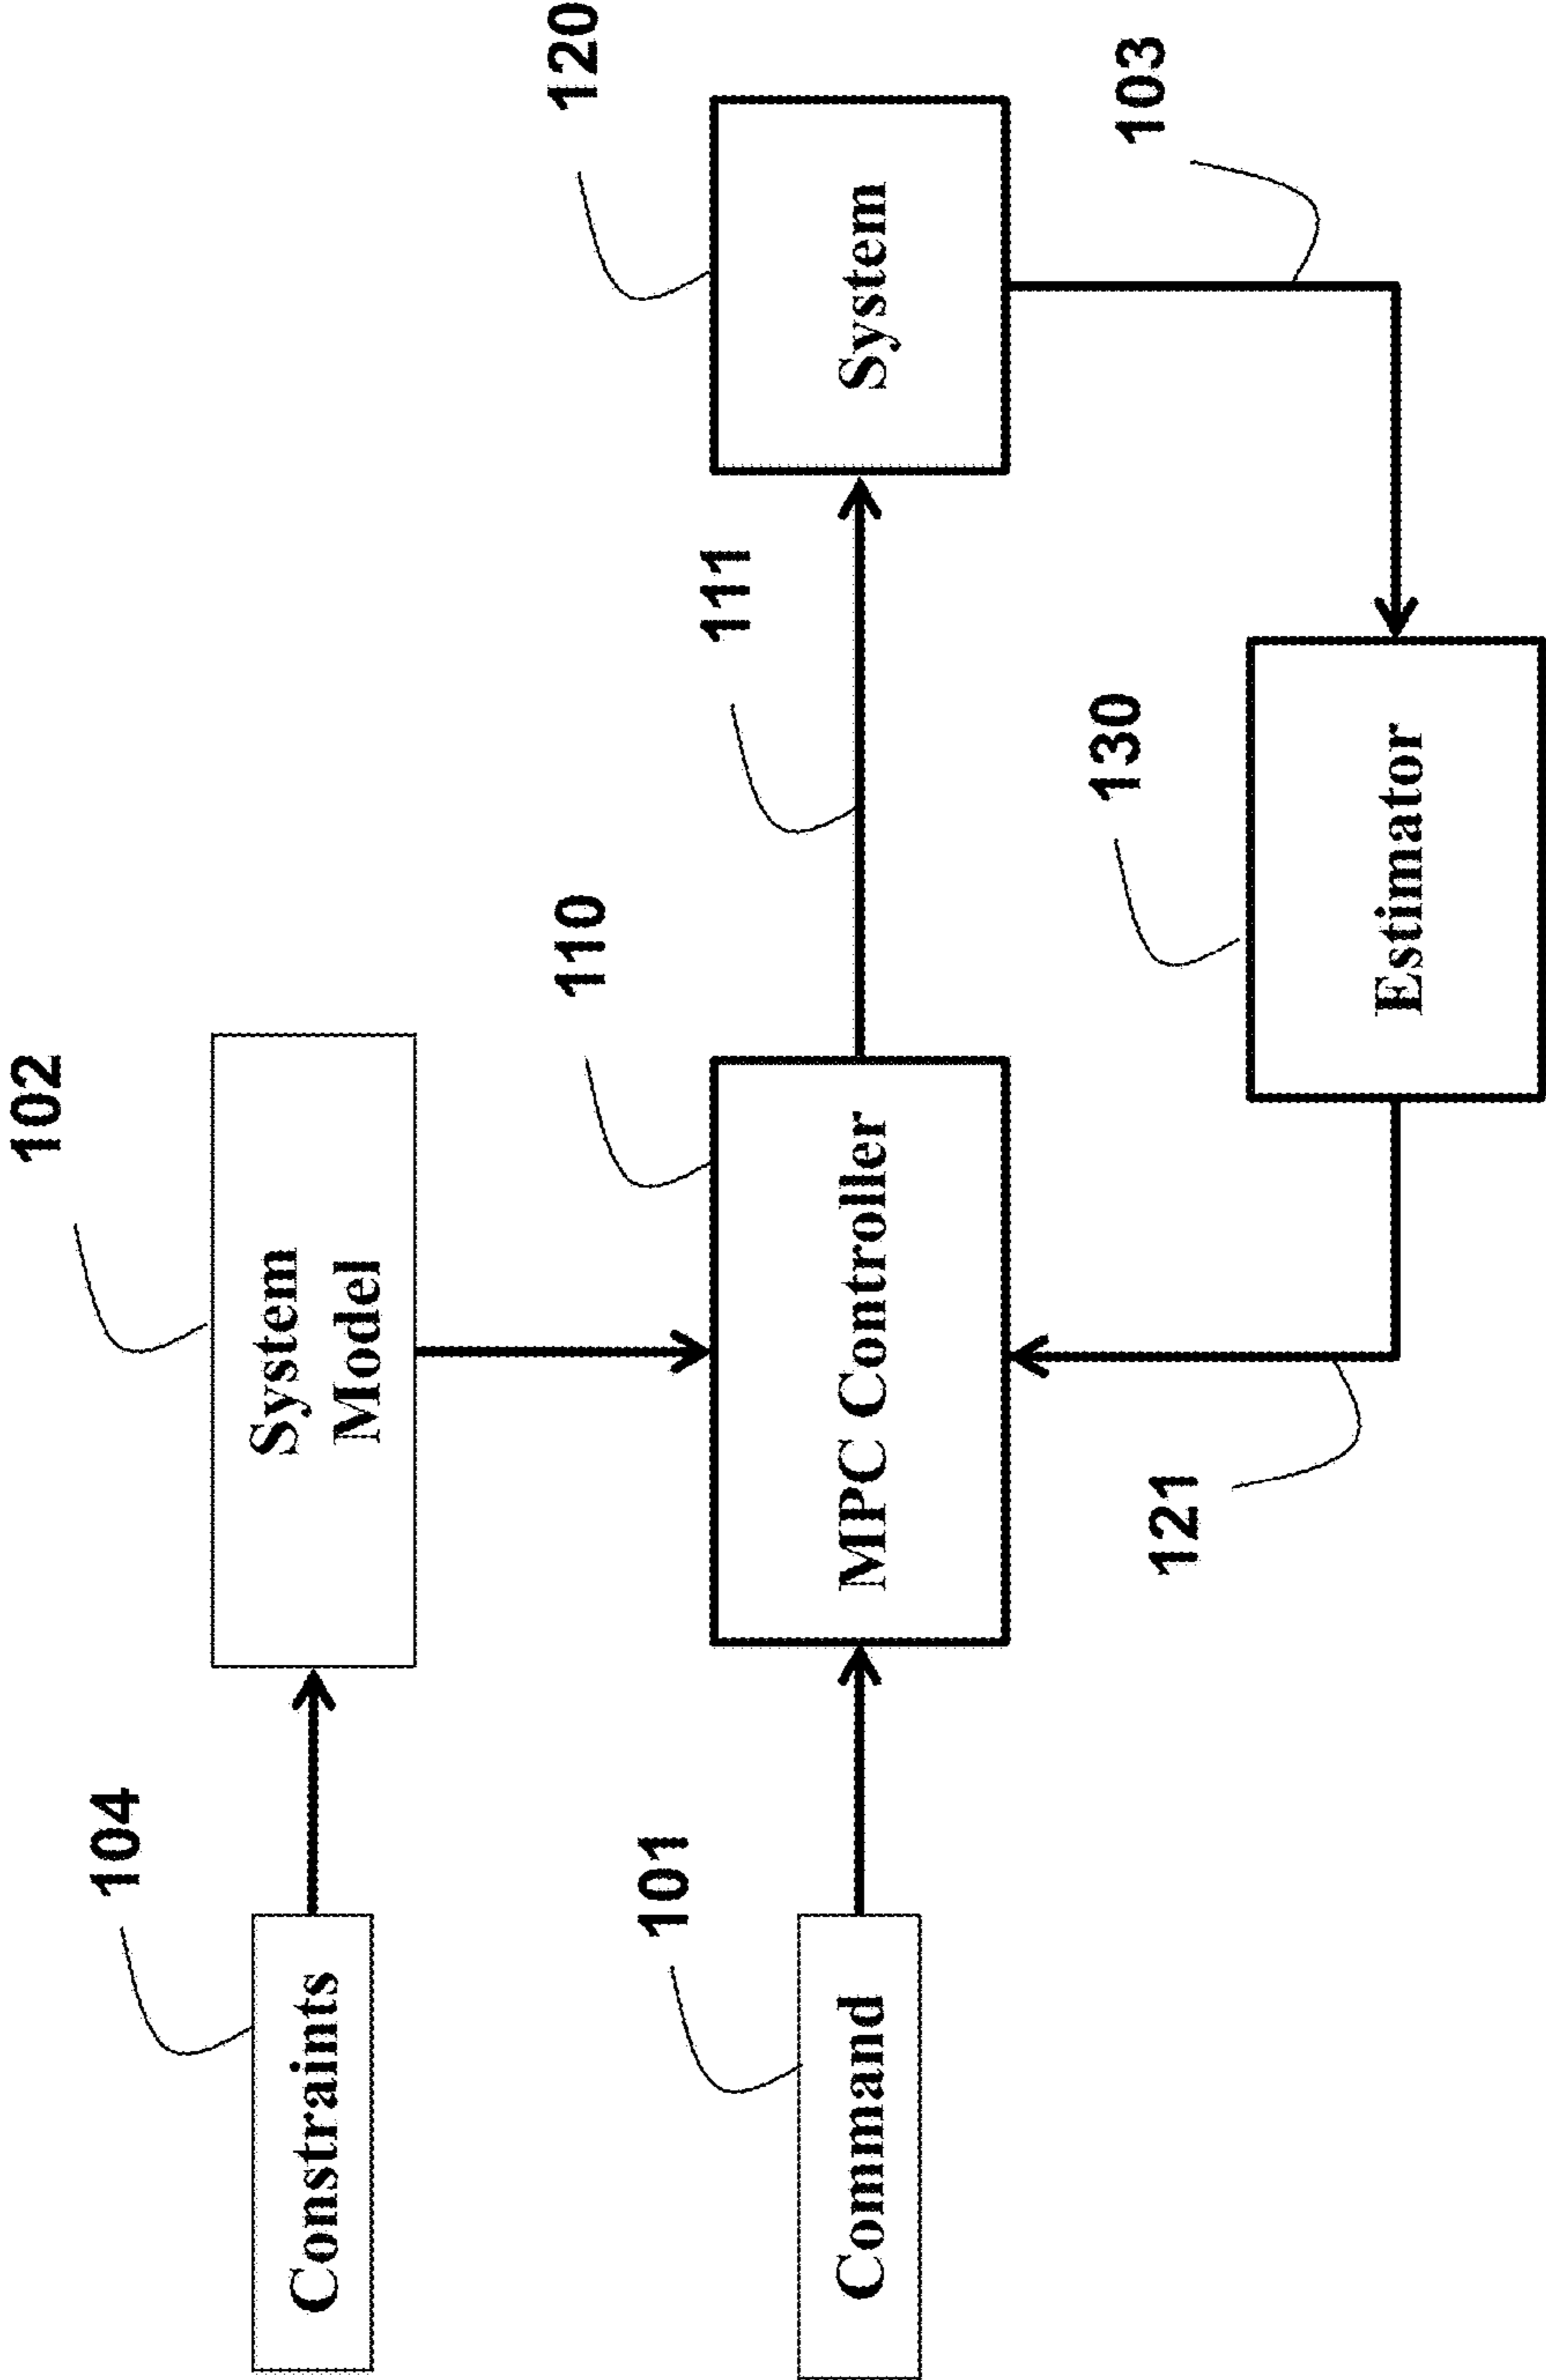 102
104
System
Model
Constraints
110
111
120
101
MPC Controller
System
Command
121
130
103
Estimator